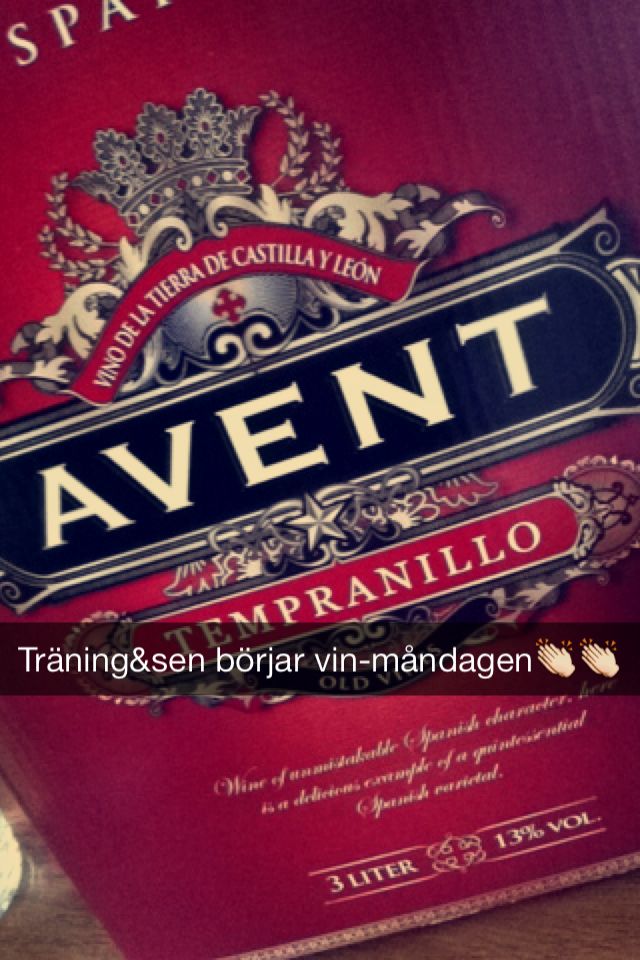 SPA
VINO DE LA TIERRA DE CASTILLA Y LEÓN
AVENT
TEMPRANILLO
Träning&sen börjar vin-måndagen👏👏
OLD
Wine of unmistakable Spanish character, here
is a delicious example of a quintessential
Spanish varietal.
3 LITER 13% VOL.